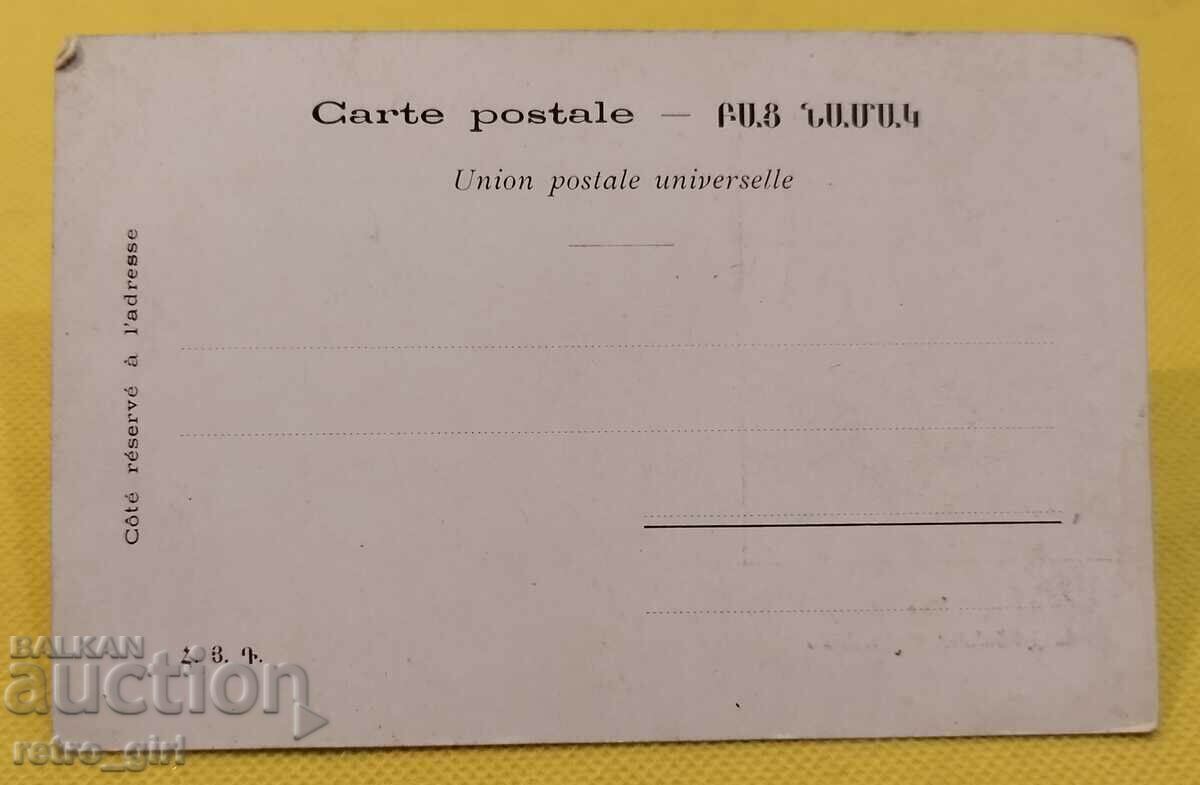 Carte postale — ԲԱՑ ՆԱՄԱԿ
Union postale universelle
Côté réservé à l'adresse
Հ. Յ. Դ.
BALKAN
auction
retro_girl